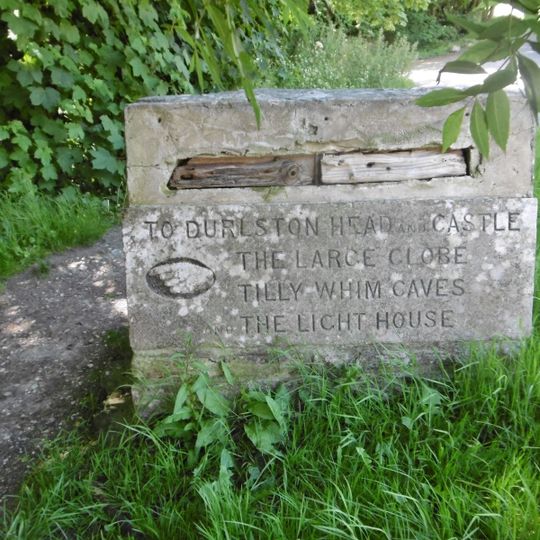 TO DURLSTON HEAD AND CASTLE
THE LARGE GLOBE
TILLY WHIM CAVES
AND THE LIGHT HOUSE